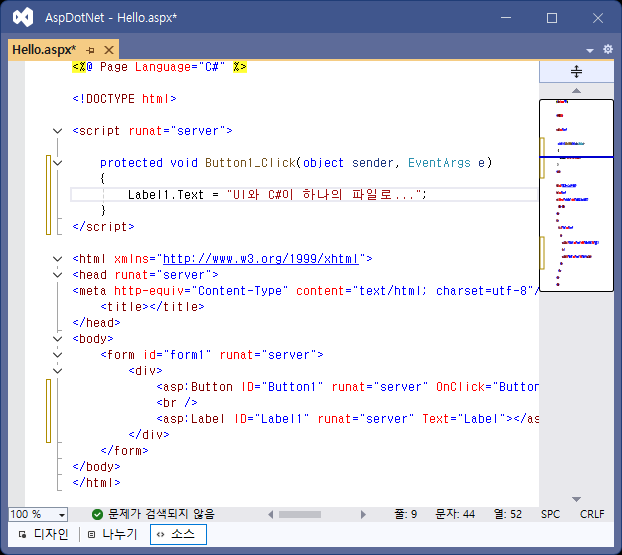 AspDotNet - Hello.aspx*
Hello.aspx*
<%@ Page Language="C#" %>
<!DOCTYPE html>
<script runat="server">
protected void Button1_Click(object sender, EventArgs e)
{
Label1.Text = "UI와 C#이 하나의 파일로...";
}
</script>
<html xmlns="http://www.w3.org/1999/xhtml">
<head runat="server">
<meta http-equiv="Content-Type" content="text/html; charset=utf-8"/
<title></title>
</head>
<body>
<form id="form1" runat="server">
<div>
<asp:Button ID="Button1" runat="server" OnClick="Button
<br />
<asp:Label ID="Label1" runat="server" Text="Label"></as
</div>
</form>
</body>
</html>
100 % 문제가 검색되지 않음 줄: 9 문자: 44 열: 52 SPC CRLF
디자인 나누기 소스